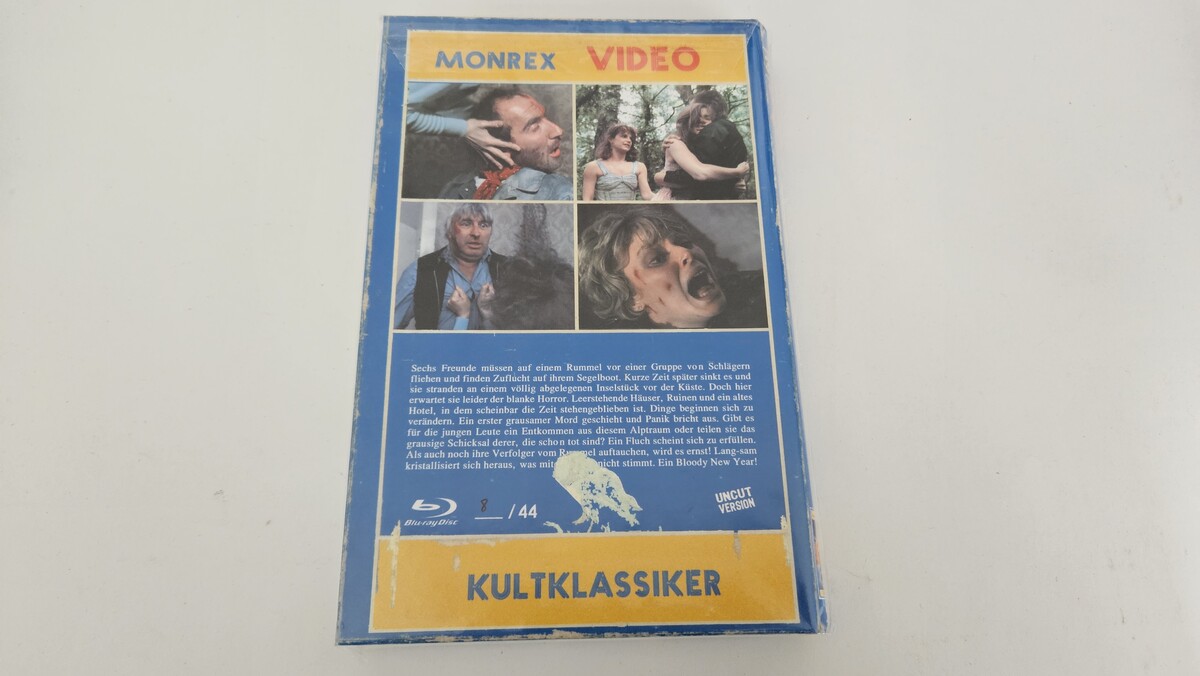 MONREX VIDEO
Sechs Freunde müssen auf einem Rummel vor einer Gruppe von Schlägern
fliehen und finden Zuflucht auf ihrem Segelboot. Kurze Zeit später sinkt es und
sie stranden an einem völlig abgelegenen Inselstück vor der Küste. Doch hier
erwartet sie leider der blanke Horror. Leerstehende Häuser, Ruinen und ein altes
Hotel, in dem scheinbar die Zeit stehengeblieben ist. Dinge beginnen sich zu
verändern. Ein erster grausamer Mord geschieht und Panik bricht aus. Gibt es
für die jungen Leute ein Entkommen aus diesem Alptraum oder teilen sie das
grausige Schicksal derer, die schon tot sind? Ein Fluch scheint sich zu erfüllen.
Als auch noch ihre Verfolger vom Rummel auftauchen, wird es ernst! Lang-sam
kristallisiert sich heraus, was mit nicht stimmt. Ein Bloody New Year!
Blu-ray Disc
8 / 44
UNCUT
VERSION
KULTKLASSIKER